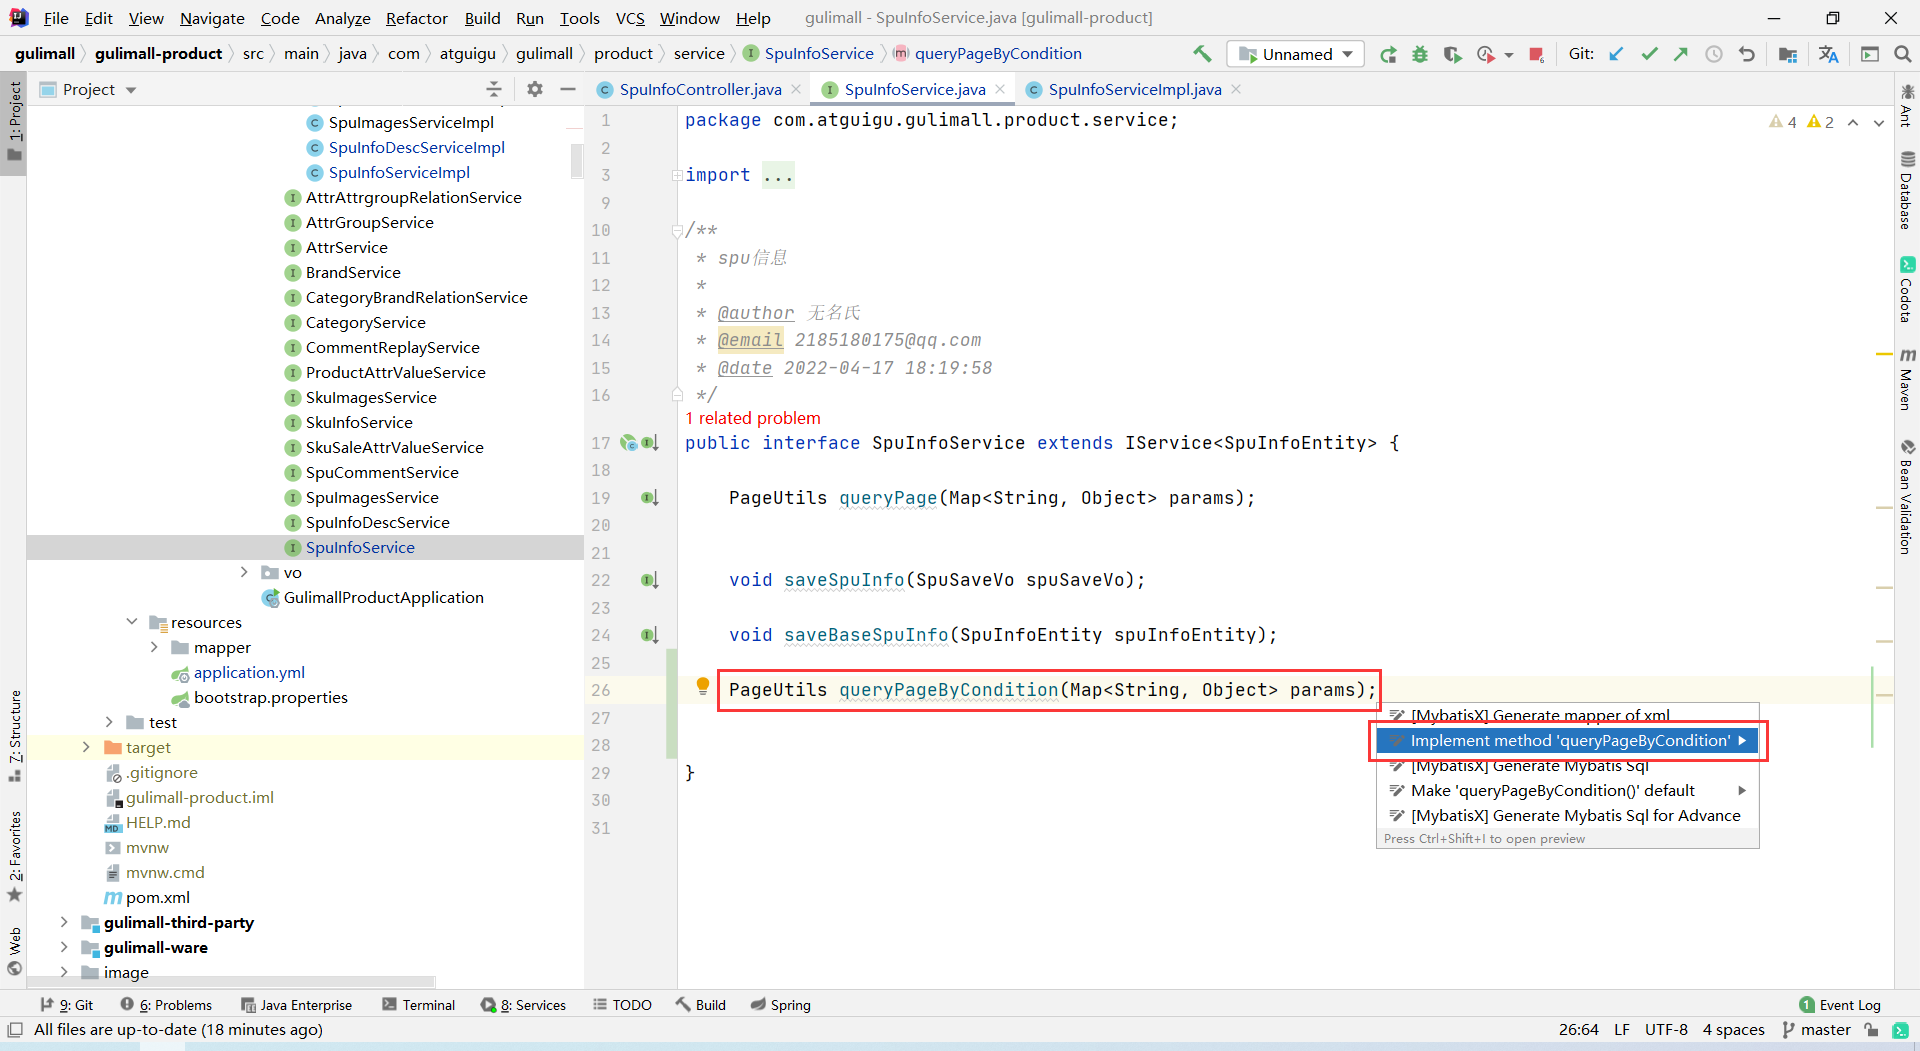 File Edit View Navigate Code Analyze Refactor Build Run Tools VCS Window Help gulimall - SpuInfoService.java [gulimall-product]
gulimall gulimall-product src main java com atguigu gulimall product service SpuInfoService queryPageByCondition Unnamed Git:
Project
SpuInfoController.java SpuInfoService.java SpuInfoServiceImpl.java
1: Project
7: Structure
2: Favorites
Web
SpuImagesServiceImpl
SpuInfoDescServiceImpl
SpuInfoServiceImpl
AttrAttrgroupRelationService
AttrGroupService
AttrService
BrandService
CategoryBrandRelationService
CategoryService
CommentReplayService
ProductAttrValueService
SkuImagesService
SkuInfoService
SkuSaleAttrValueService
SpuCommentService
SpuImagesService
SpuInfoDescService
SpuInfoService
vo
GulimallProductApplication
resources
mapper
application.yml
bootstrap.properties
test
target
.gitignore
gulimall-product.iml
HELP.md
mvnw
mvnw.cmd
pom.xml
gulimall-third-party
gulimall-ware
image
4 2
1 package com.atguigu.gulimall.product.service;
2
3 import ...
9
10 /**
11 * spu信息
12 *
13 * @author 无名氏
14 * @email 2185180175@qq.com
15 * @date 2022-04-17 18:19:58
16 */
1 related problem
17 public interface SpuInfoService extends IService<SpuInfoEntity> {
18
19 PageUtils queryPage(Map<String, Object> params);
20
21
22 void saveSpuInfo(SpuSaveVo spuSaveVo);
23
24 void saveBaseSpuInfo(SpuInfoEntity spuInfoEntity);
25
26 PageUtils queryPageByCondition(Map<String, Object> params);
27
28
29 }
30
31
[MybatisX] Generate mapper of xml
Implement method 'queryPageByCondition'
[MybatisX] Generate Mybatis Sql
Make 'queryPageByCondition()' default
[MybatisX] Generate Mybatis Sql for Advance
Press Ctrl+Shift+I to open preview
Ant
Database
Codota
Maven
Bean Validation
9: Git 6: Problems Java Enterprise Terminal 8: Services TODO Build Spring 1 Event Log
All files are up-to-date (18 minutes ago) 26:64 LF UTF-8 4 spaces master